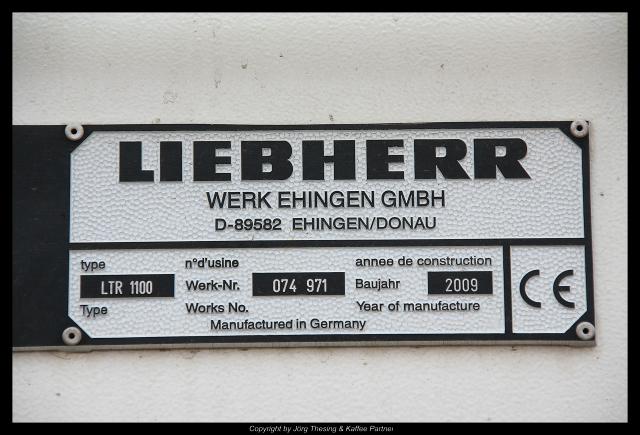 LIEBHERR
WERK EHINGEN GMBH
D-89582 EHINGEN/DONAU
type n°d'usine annee de construction
LTR 1100 Werk-Nr. 074 971 Baujahr 2009
Type Works No. Year of manufacture
Manufactured in Germany
CE
Copyright by Jörg Thesing & Kaffee Partner